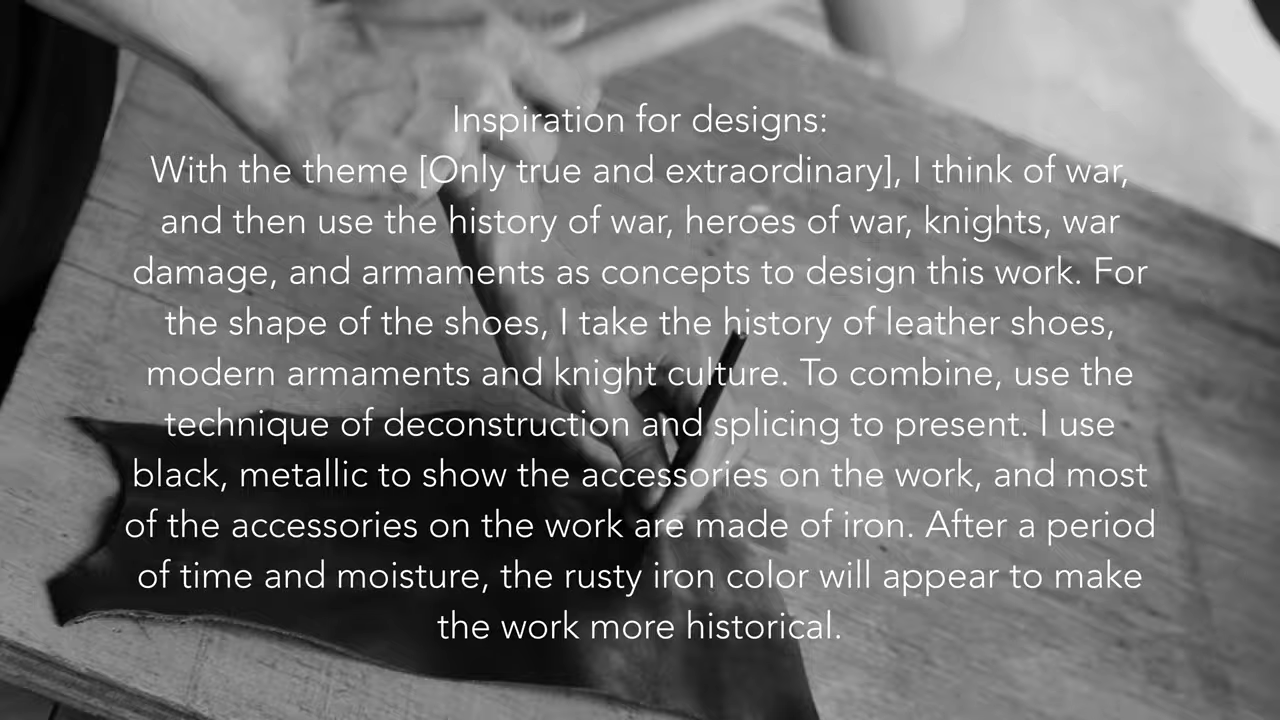 Inspiration for designs:
With the theme [Only true and extraordinary], I think of war,
and then use the history of war, heroes of war, knights, war
damage, and armaments as concepts to design this work. For
the shape of the shoes, I take the history of leather shoes,
modern armaments and knight culture. To combine, use the
technique of deconstruction and splicing to present. I use
black, metallic to show the accessories on the work, and most
of the accessories on the work are made of iron. After a period
of time and moisture, the rusty iron color will appear to make
the work more historical.